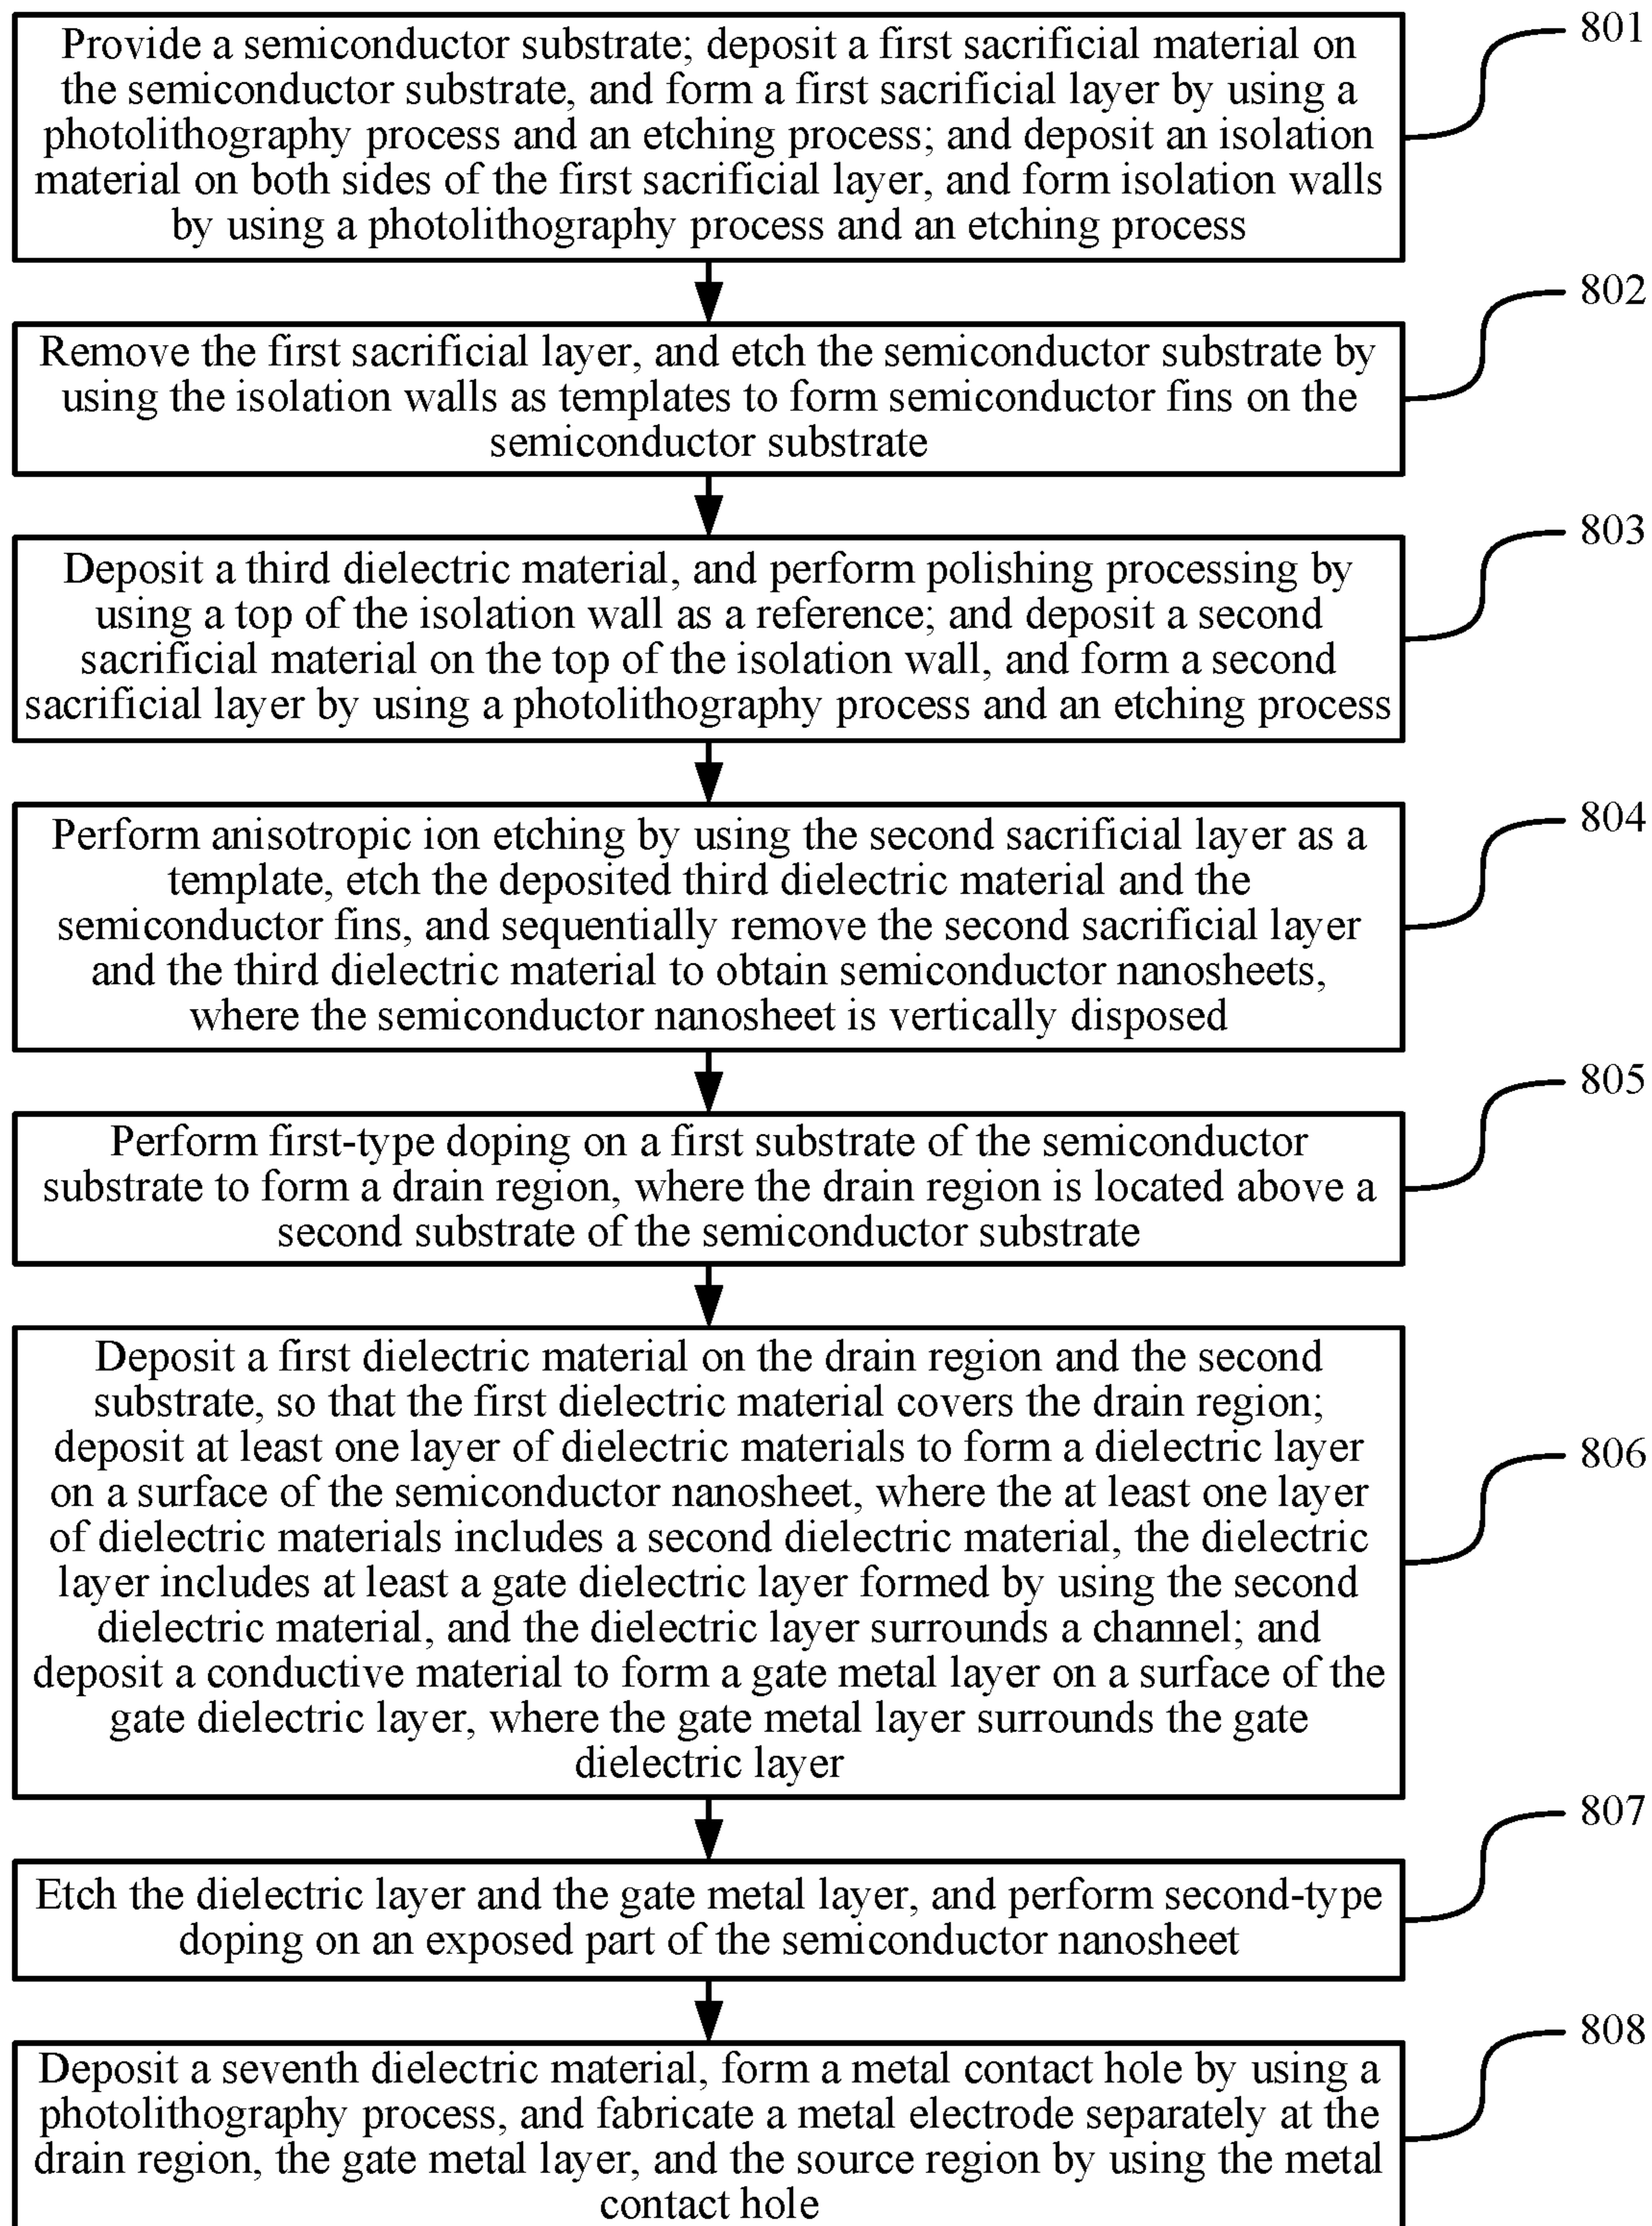 Provide a semiconductor substrate; deposit a first sacrificial material on
the semiconductor substrate, and form a first sacrificial layer by using a
photolithography process and an etching process; and deposit an isolation
material on both sides of the first sacrificial layer, and form isolation walls
by using a photolithography process and an etching process
801
Remove the first sacrificial layer, and etch the semiconductor substrate by
using the isolation walls as templates to form semiconductor fins on the
semiconductor substrate
802
Deposit a third dielectric material, and perform polishing processing by
using a top of the isolation wall as a reference; and deposit a second
sacrificial material on the top of the isolation wall, and form a second
sacrificial layer by using a photolithography process and an etching process
803
Perform anisotropic ion etching by using the second sacrificial layer as a
template, etch the deposited third dielectric material and the
semiconductor fins, and sequentially remove the second sacrificial layer
and the third dielectric material to obtain semiconductor nanosheets,
where the semiconductor nanosheet is vertically disposed
804
Perform first-type doping on a first substrate of the semiconductor
substrate to form a drain region, where the drain region is located above a
second substrate of the semiconductor substrate
805
Deposit a first dielectric material on the drain region and the second
substrate, so that the first dielectric material covers the drain region;
deposit at least one layer of dielectric materials to form a dielectric layer
on a surface of the semiconductor nanosheet, where the at least one layer
of dielectric materials includes a second dielectric material, the dielectric
layer includes at least a gate dielectric layer formed by using the second
dielectric material, and the dielectric layer surrounds a channel; and
deposit a conductive material to form a gate metal layer on a surface of the
gate dielectric layer, where the gate metal layer surrounds the gate
dielectric layer
806
Etch the dielectric layer and the gate metal layer, and perform second-type
doping on an exposed part of the semiconductor nanosheet
807
Deposit a seventh dielectric material, form a metal contact hole by using a
photolithography process, and fabricate a metal electrode separately at the
drain region, the gate metal layer, and the source region by using the metal
contact hole
808